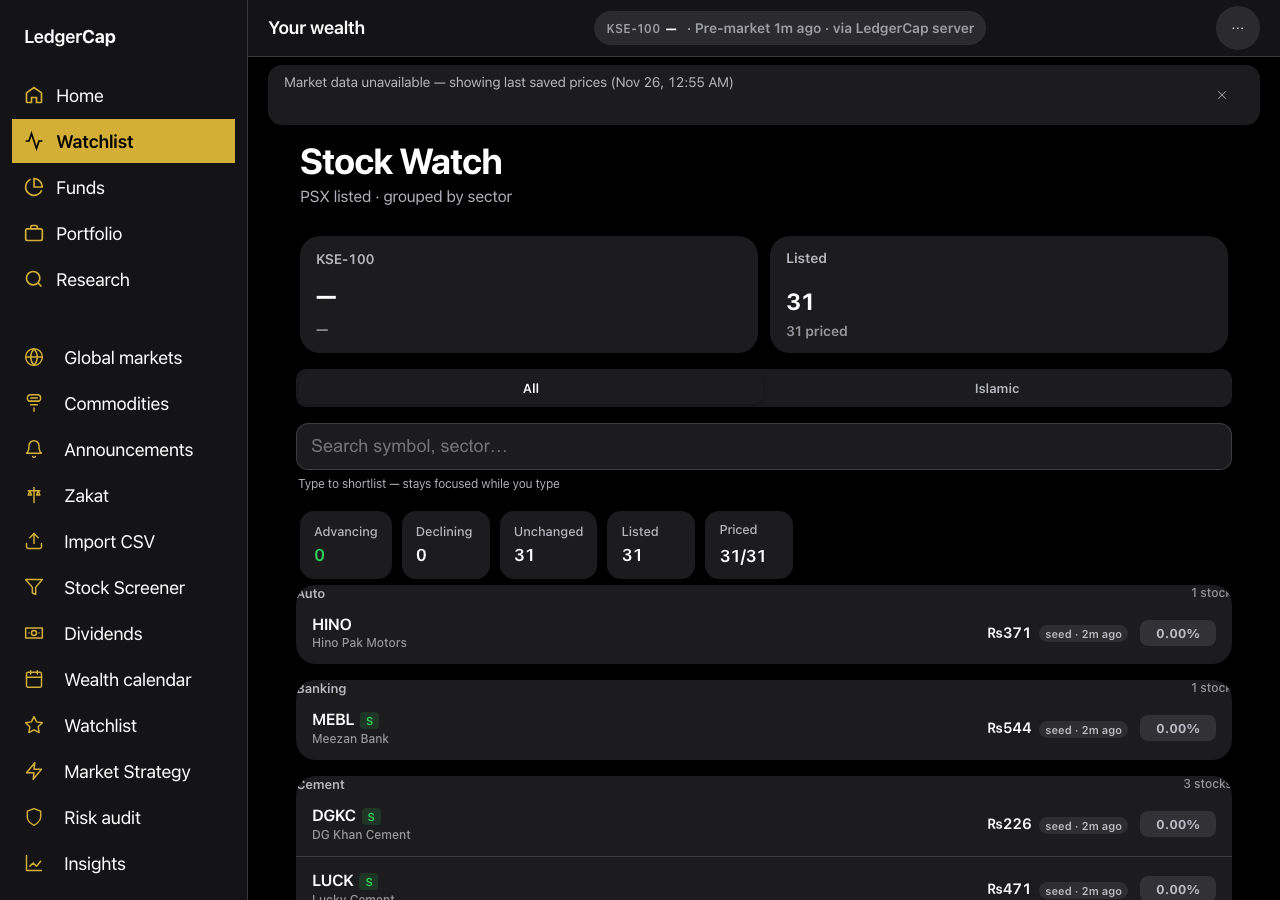 LedgerCap
Home
Watchlist
Funds
Portfolio
Research
Global markets
Commodities
Announcements
Zakat
Import CSV
Stock Screener
Dividends
Wealth calendar
Watchlist
Market Strategy
Risk audit
Insights
Your wealth
KSE-100 — · Pre-market 1m ago · via LedgerCap server
Market data unavailable — showing last saved prices (Nov 26, 12:55 AM)
Stock Watch
PSX listed · grouped by sector
KSE-100
—
—
Listed
31
31 priced
All
Islamic
Search symbol, sector…
Type to shortlist — stays focused while you type
Advancing
0
Declining
0
Unchanged
31
Listed
31
Priced
31/31
Auto 1 stock
HINO
Hino Pak Motors
₨371 seed · 2m ago 0.00%
Banking 1 stock
MEBL S
Meezan Bank
₨544 seed · 2m ago 0.00%
Cement 3 stocks
DGKC S
DG Khan Cement
₨226 seed · 2m ago 0.00%
LUCK S
Lucky Cement
₨471 seed · 2m ago 0.00%